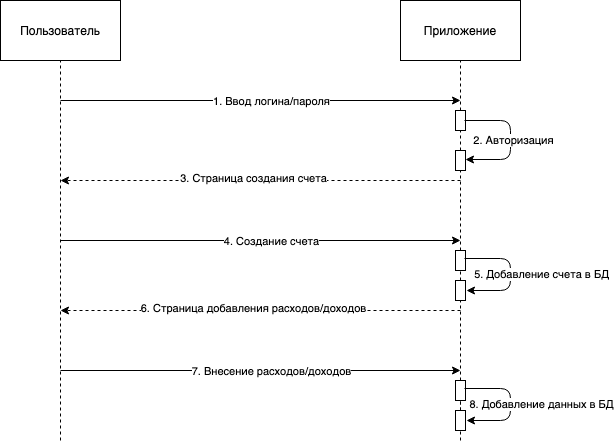 Пользователь
Приложение
1. Ввод логина/пароля
2. Авторизация
3. Страница создания счета
4. Создание счета
5. Добавление счета в БД
6. Страница добавления расходов/доходов
7. Внесение расходов/доходов
8. Добавление данных в БД